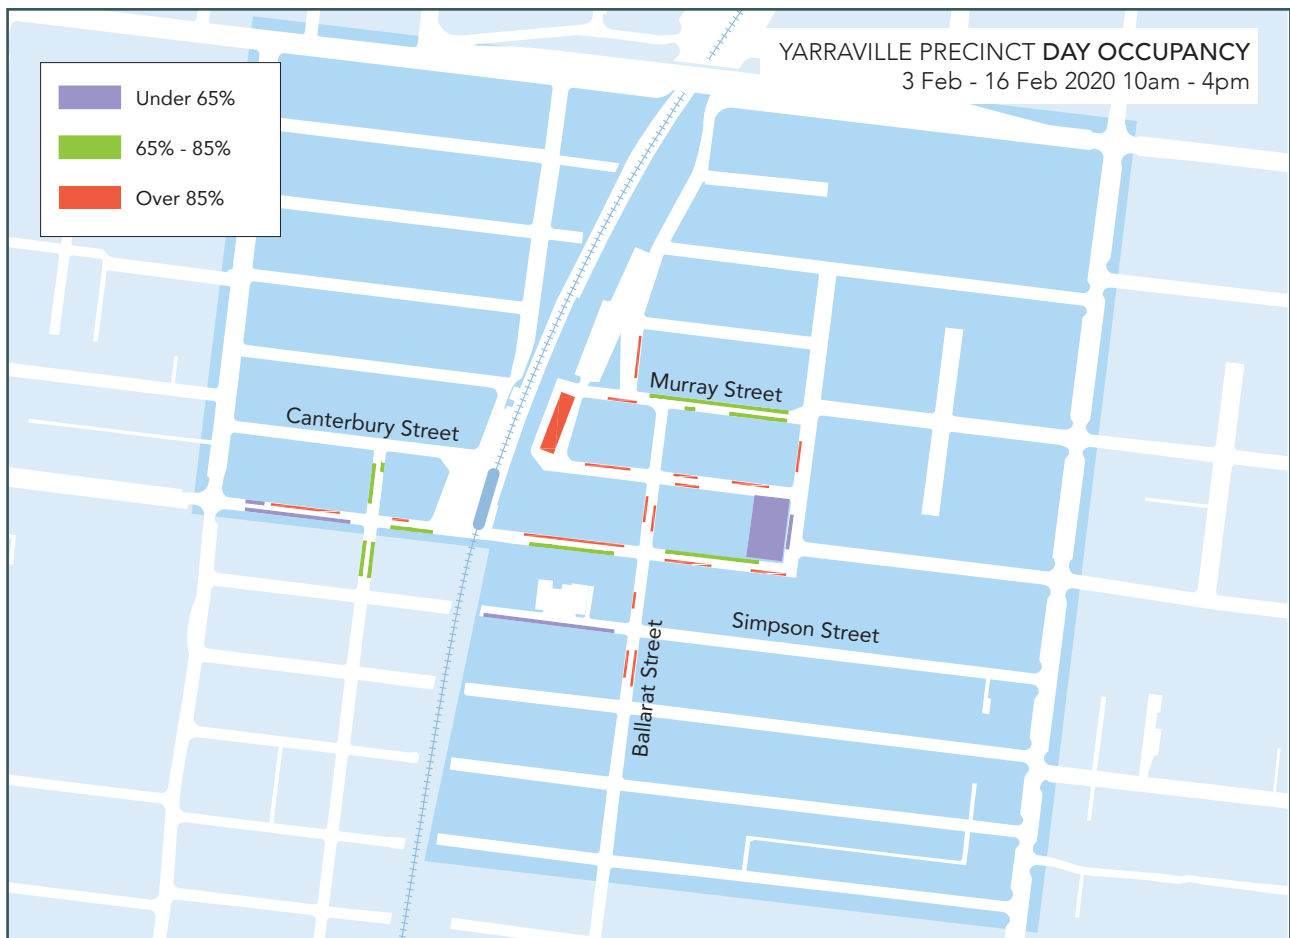 YARRAVILLE PRECINCT DAY OCCUPANCY
3 Feb - 16 Feb 2020 10am - 4pm
Under 65%
65% - 85%
Over 85%
Murray Street
Canterbury Street
Simpson Street
Ballarat Street